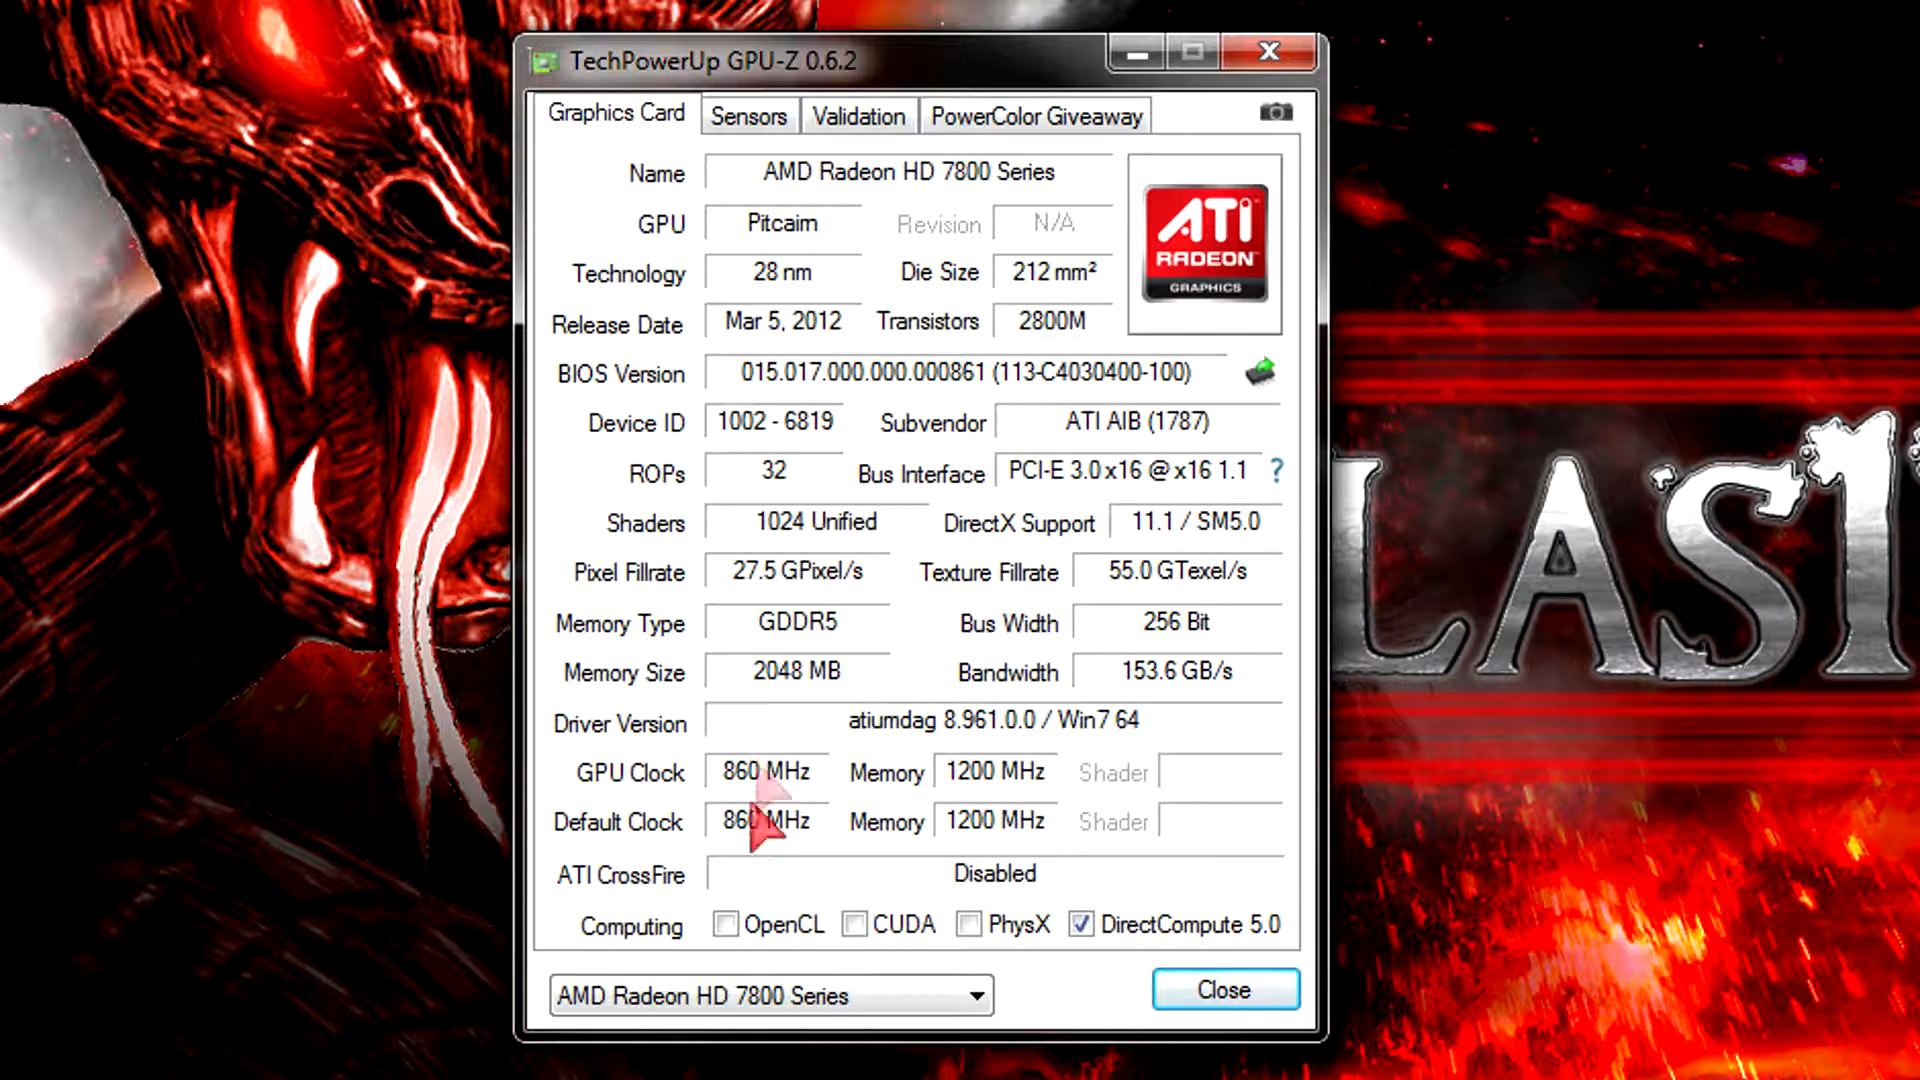 TechPowerUp GPU-Z 0.6.2
Graphics Card Sensors Validation PowerColor Giveaway
Name AMD Radeon HD 7800 Series
GPU Pitcairn Revision N/A
ATI
RADEON
GRAPHICS
Technology 28 nm Die Size 212 mm²
Release Date Mar 5, 2012 Transistors 2800M
BIOS Version 015.017.000.000.000861 (113-C4030400-100)
Device ID 1002 - 6819 Subvendor ATI AIB (1787)
ROPs 32 Bus Interface PCI-E 3.0 x16 @ x16 1.1 ?
Shaders 1024 Unified DirectX Support 11.1 / SM5.0
Pixel Fillrate 27.5 GPixel/s Texture Fillrate 55.0 GTexel/s
Memory Type GDDR5 Bus Width 256 Bit
Memory Size 2048 MB Bandwidth 153.6 GB/s
Driver Version atiumdag 8.961.0.0 / Win7 64
GPU Clock 860 MHz Memory 1200 MHz Shader
Default Clock 860 MHz Memory 1200 MHz Shader
ATI CrossFire Disabled
Computing OpenCL CUDA PhysX DirectCompute 5.0
AMD Radeon HD 7800 Series Close